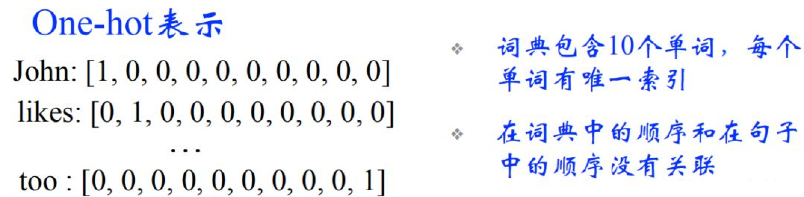 One-hot表示
John: [1, 0, 0, 0, 0, 0, 0, 0, 0, 0]
likes: [0, 1, 0, 0, 0, 0, 0, 0, 0, 0]
...
too : [0, 0, 0, 0, 0, 0, 0, 0, 0, 1]
❖ 词典包含10个单词，每个
单词有唯一索引
❖ 在词典中的顺序和在句子
中的顺序没有关联